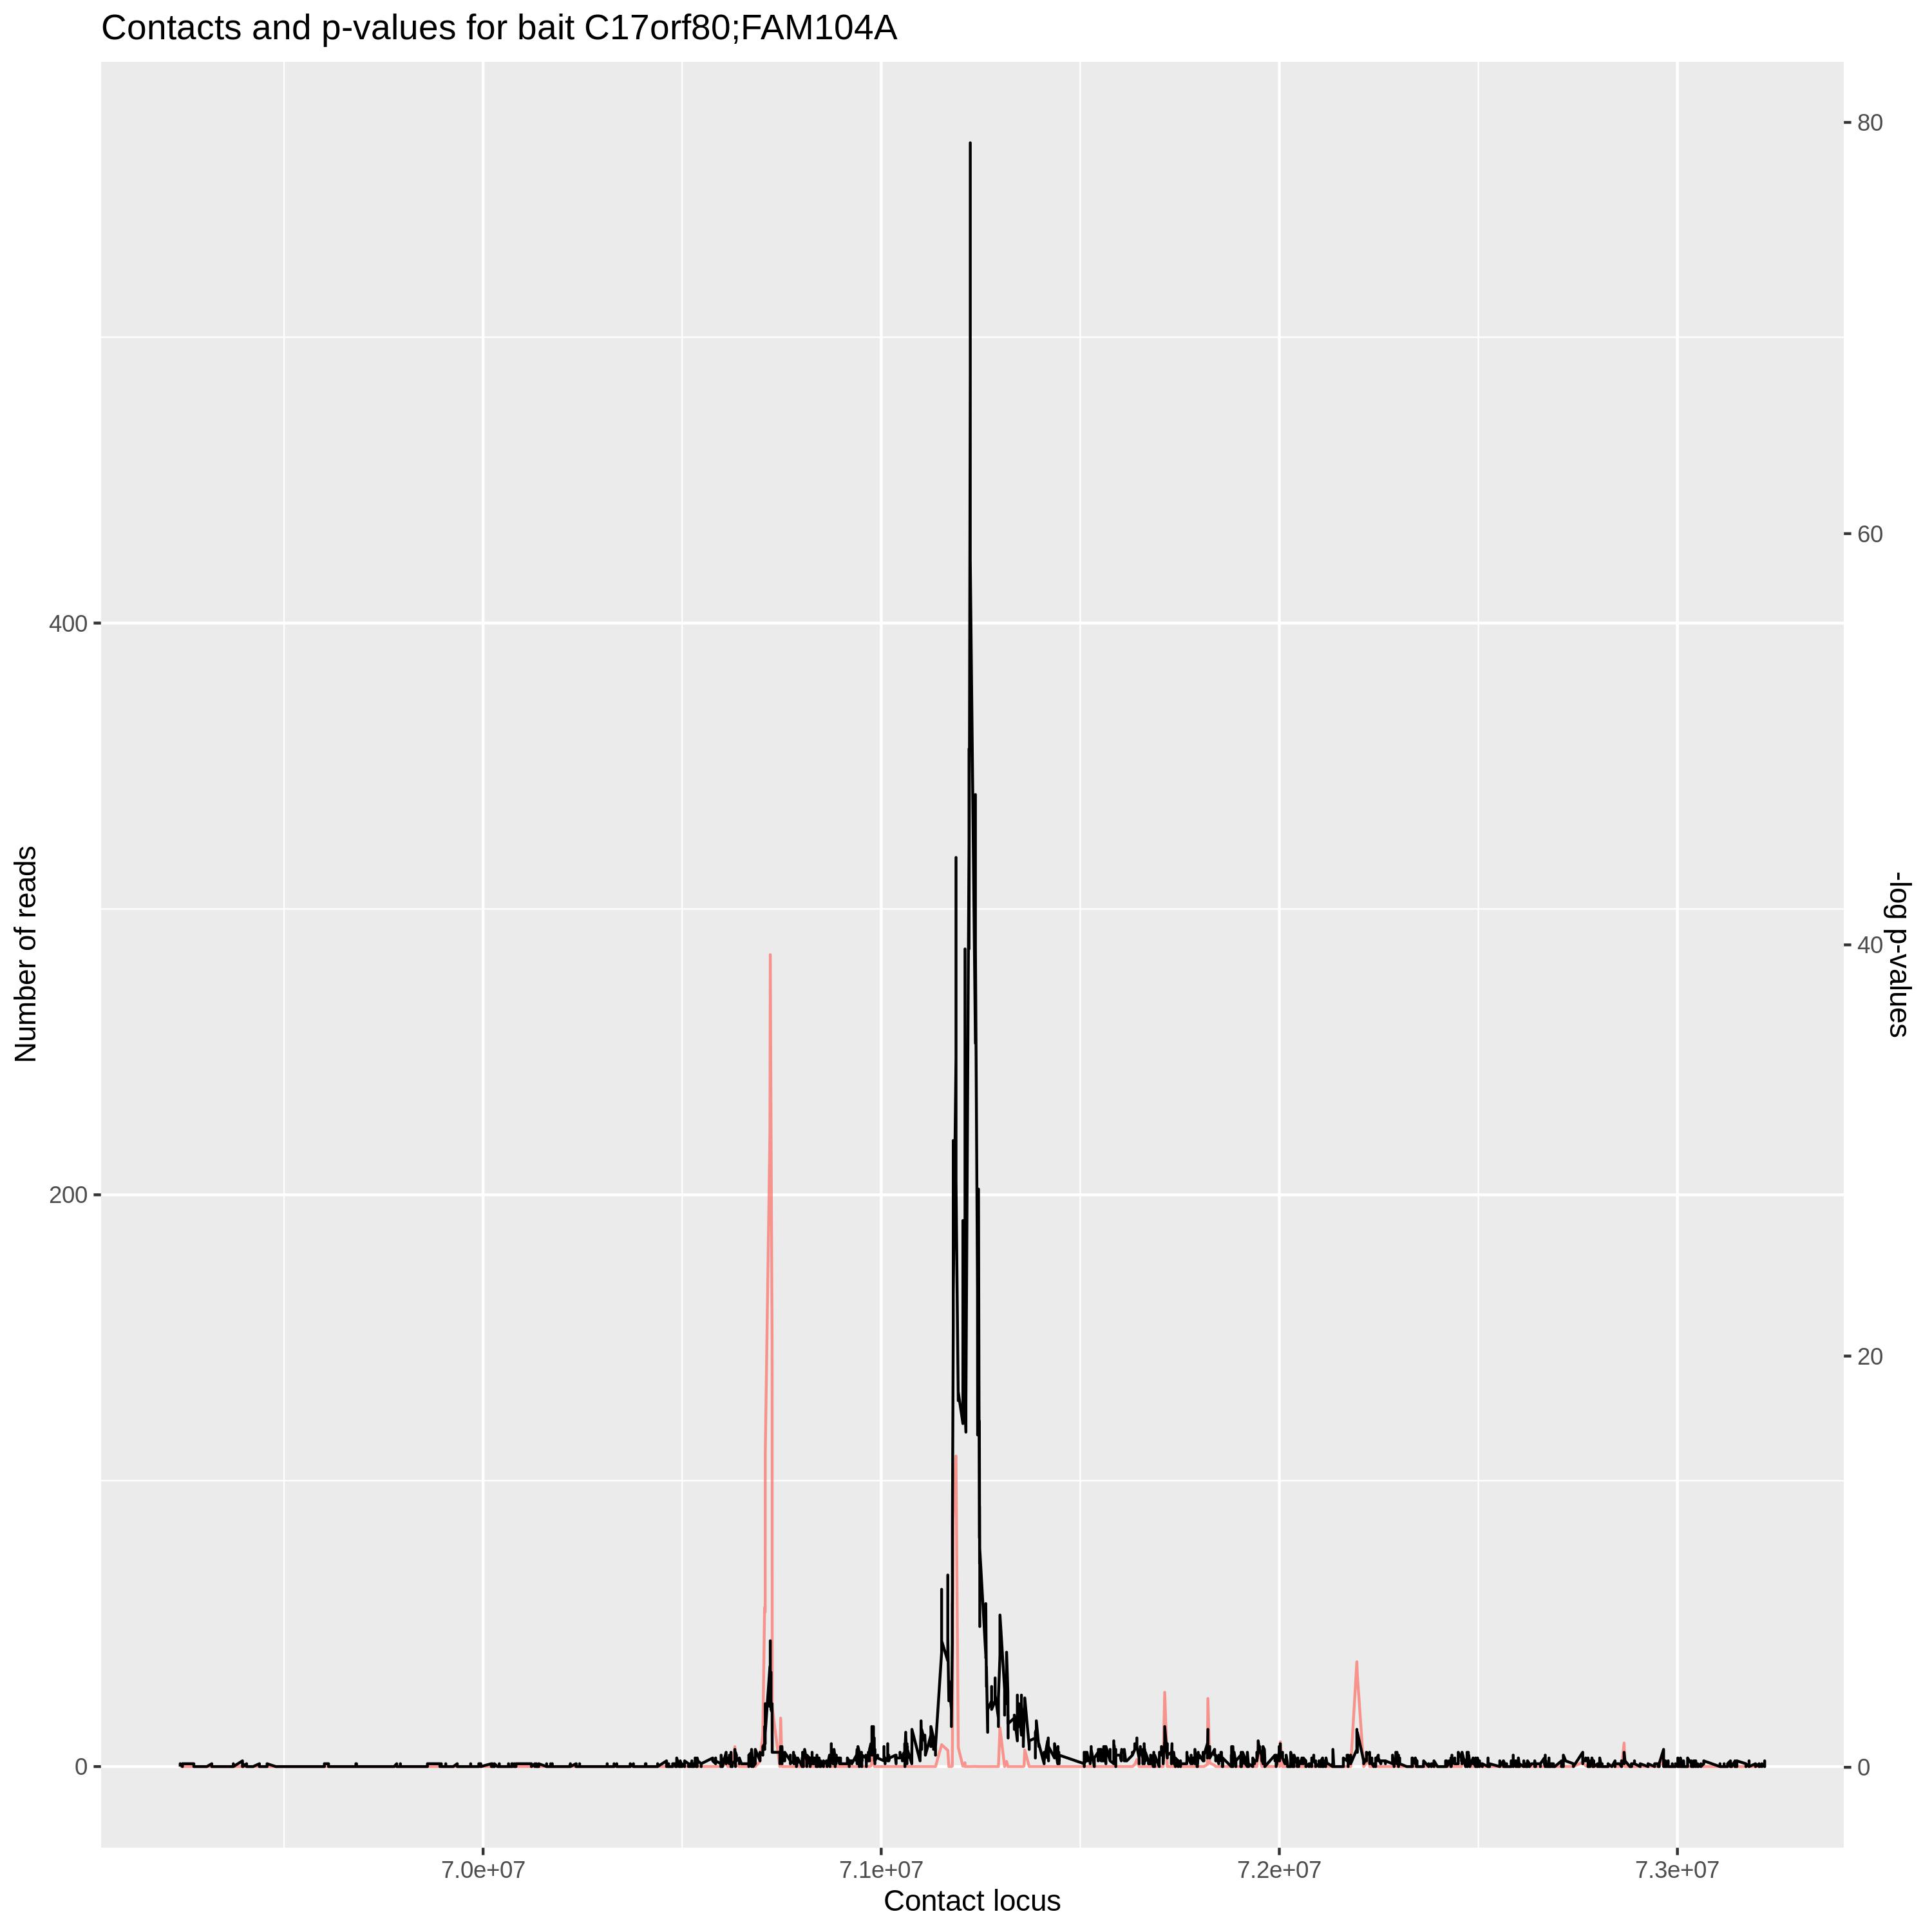 Contacts and p-values for bait C17orf80;FAM104A
Number of reads
400
200
0
80
60
40
20
0
-log p-values
7.0e+07
7.1e+07
7.2e+07
7.3e+07
Contact locus